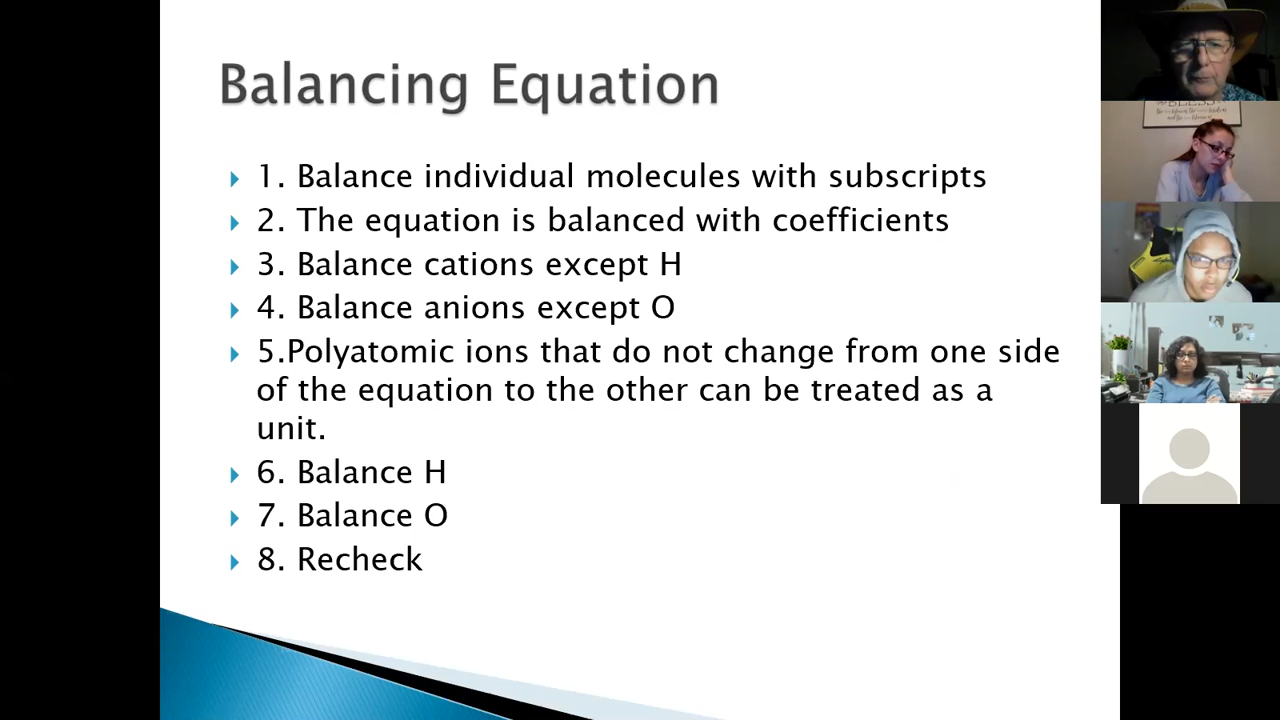 Balancing Equation
1. Balance individual molecules with subscripts
2. The equation is balanced with coefficients
3. Balance cations except H
4. Balance anions except O
5.Polyatomic ions that do not change from one side
of the equation to the other can be treated as a
unit.
6. Balance H
7. Balance O
8. Recheck